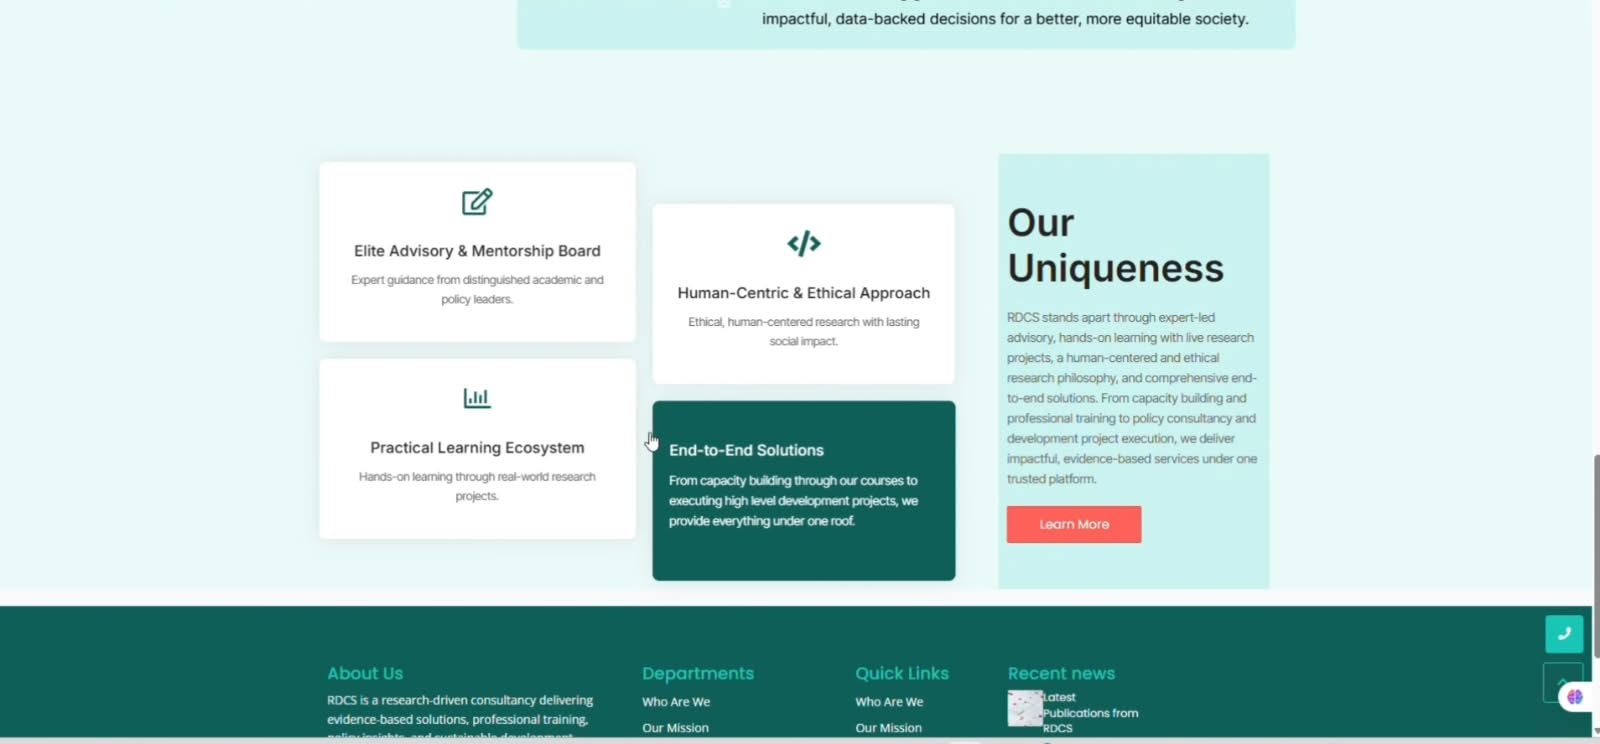 impactful, data-backed decisions for a better, more equitable society.
Elite Advisory & Mentorship Board
Expert guidance from distinguished academic and
policy leaders.
Human-Centric & Ethical Approach
Ethical, human-centered research with lasting
social impact.
Practical Learning Ecosystem
Hands-on learning through real-world research
projects.
End-to-End Solutions
From capacity building through our courses to
executing high level development projects, we
provide everything under one roof.
Our
Uniqueness
RDCS stands apart through expert-led
advisory, hands-on learning with live research
projects, a human-centered and ethical
research philosophy, and comprehensive end-
to-end solutions. From capacity building and
professional training to policy consultancy and
development project execution, we deliver
impactful, evidence-based services under one
trusted platform.
Learn More
About Us
RDCS is a research-driven consultancy delivering
evidence-based solutions, professional training,
policy insights, and sustainable development
Departments
Who Are We
Our Mission
Quick Links
Who Are We
Our Mission
Recent news
Latest
Publications from
RDCS